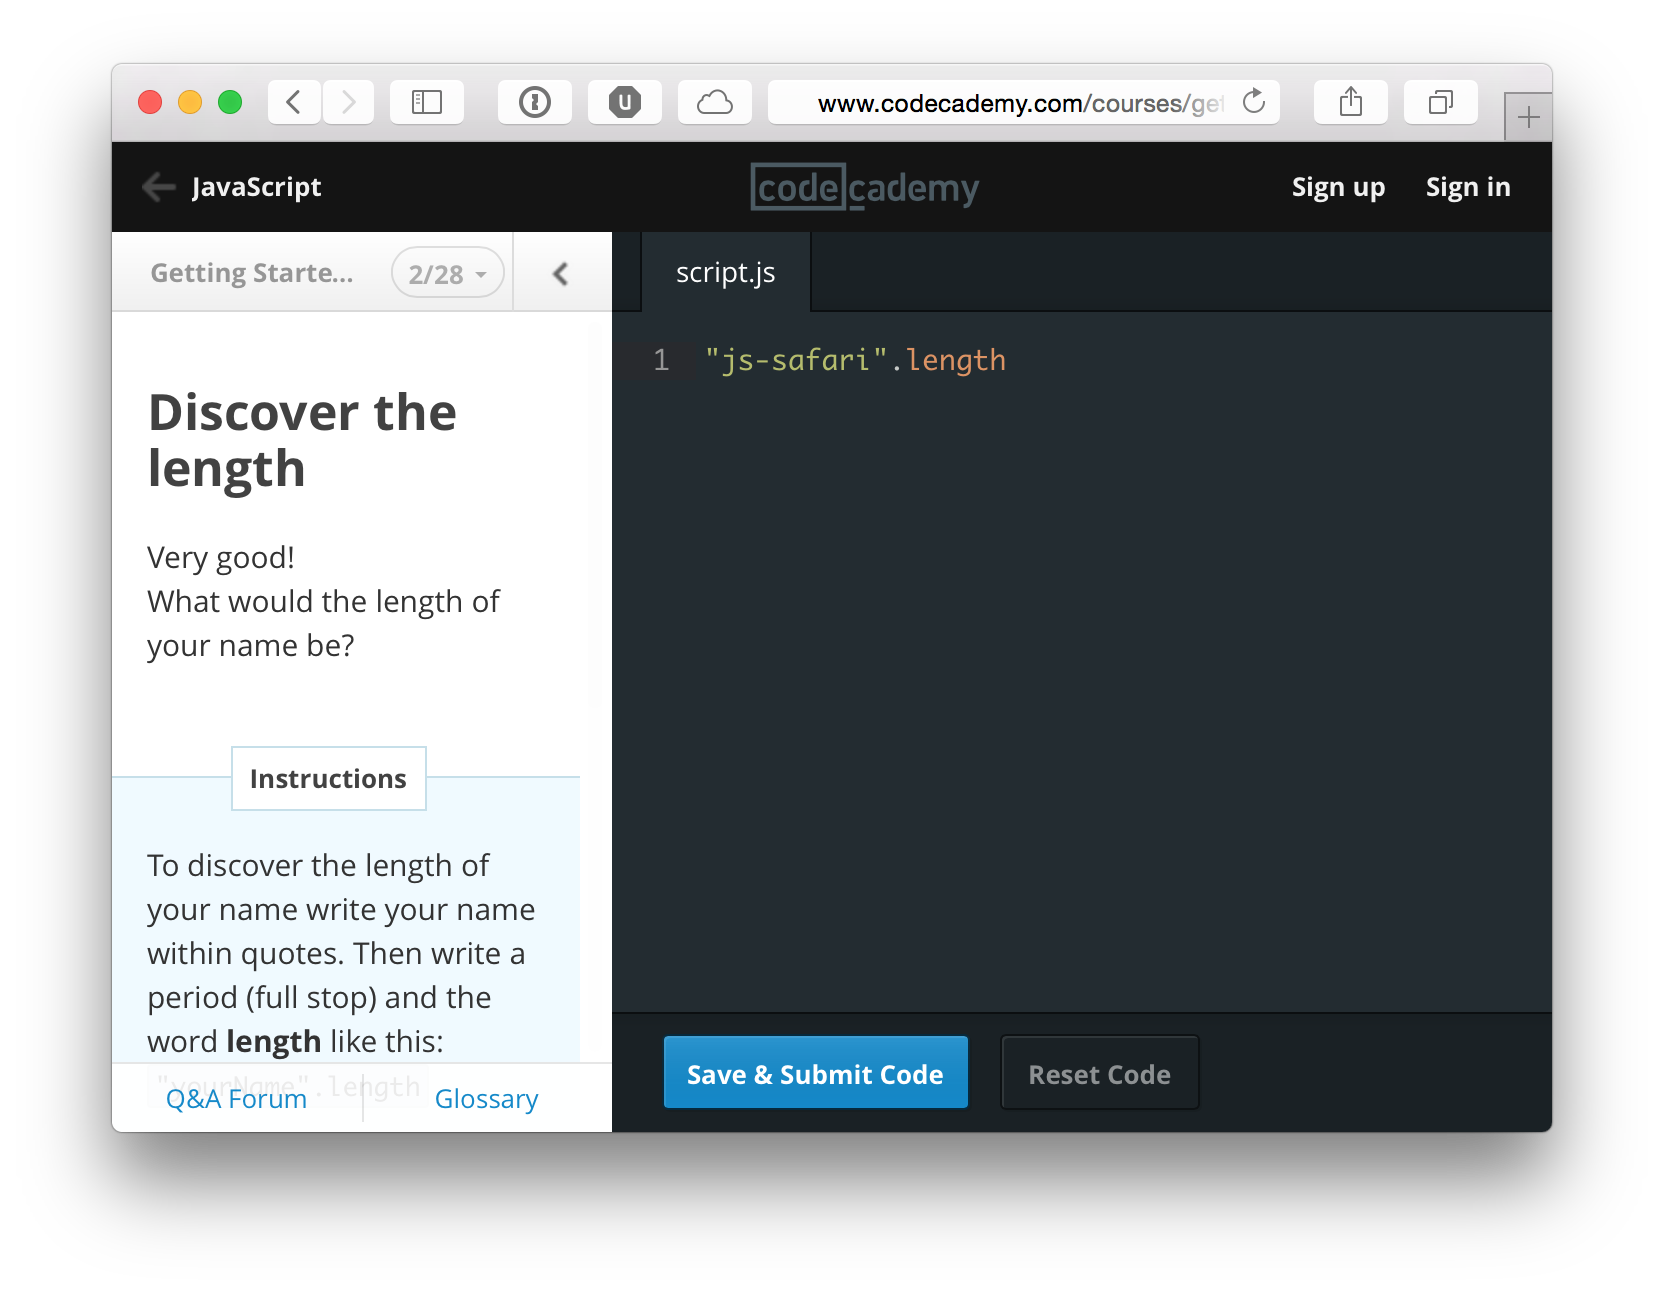 www.codecademy.com/courses/get
JavaScript
codecademy
Sign up
Sign in
Getting Starte...
2/28
script.js
1
"js-safari".length
Discover the
length
Very good!
What would the length of
your name be?
Instructions
To discover the length of
your name write your name
within quotes. Then write a
period (full stop) and the
word length like this:
"yourName".length
Q&A Forum
Glossary
Save & Submit Code
Reset Code